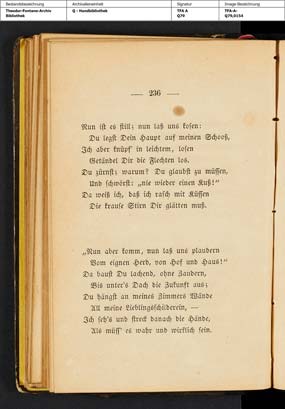 Bestandsbezeichnung
Theodor-Fontane-Archiv
Bibliothek
Archivalieneinheit
Q - Handbibliothek
Signatur
TFA A
Q79
Image-Bezeichnung
TFA-A-
Q79,0154
— 236 —
Nun ist es still; nun laß uns kosen:
Du legst Dein Haupt auf meinen Schooß,
Ich aber knüpf' in leichtem, losen
Getändel Dir die Flechten los.
Du zürnst; warum? Du glaubst zu müssen,
Und schwörst: „nie wieder einen Kuß!“
Da weiß ich, daß ich rasch mit Küssen
Die krause Stirn Dir glätten muß.
„Nun aber komm, nun laß uns plaudern
Vom eignen Herd, von Hof und Haus!“
Da baust Du lachend, ohne Zaudern,
Bis unter's Dach die Zukunft aus;
Du hängst an meines Zimmers Wände
All meine Lieblingsschilderein, —
Ich seh's und streck danach die Hände,
Als müss' es wahr und wirklich sein.